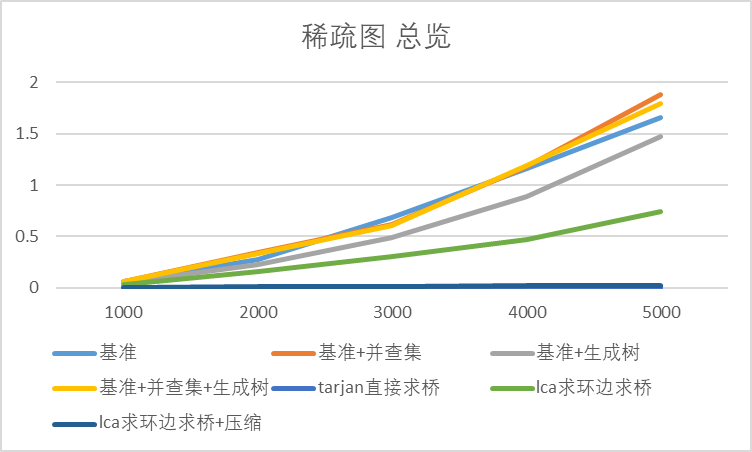 稀疏图 总览
2
1.5
1
0.5
0
1000 2000 3000 4000 5000
基准 基准+并查集 基准+生成树
基准+并查集+生成树 tarjan直接求桥 lca求环边求桥
lca求环边求桥+压缩